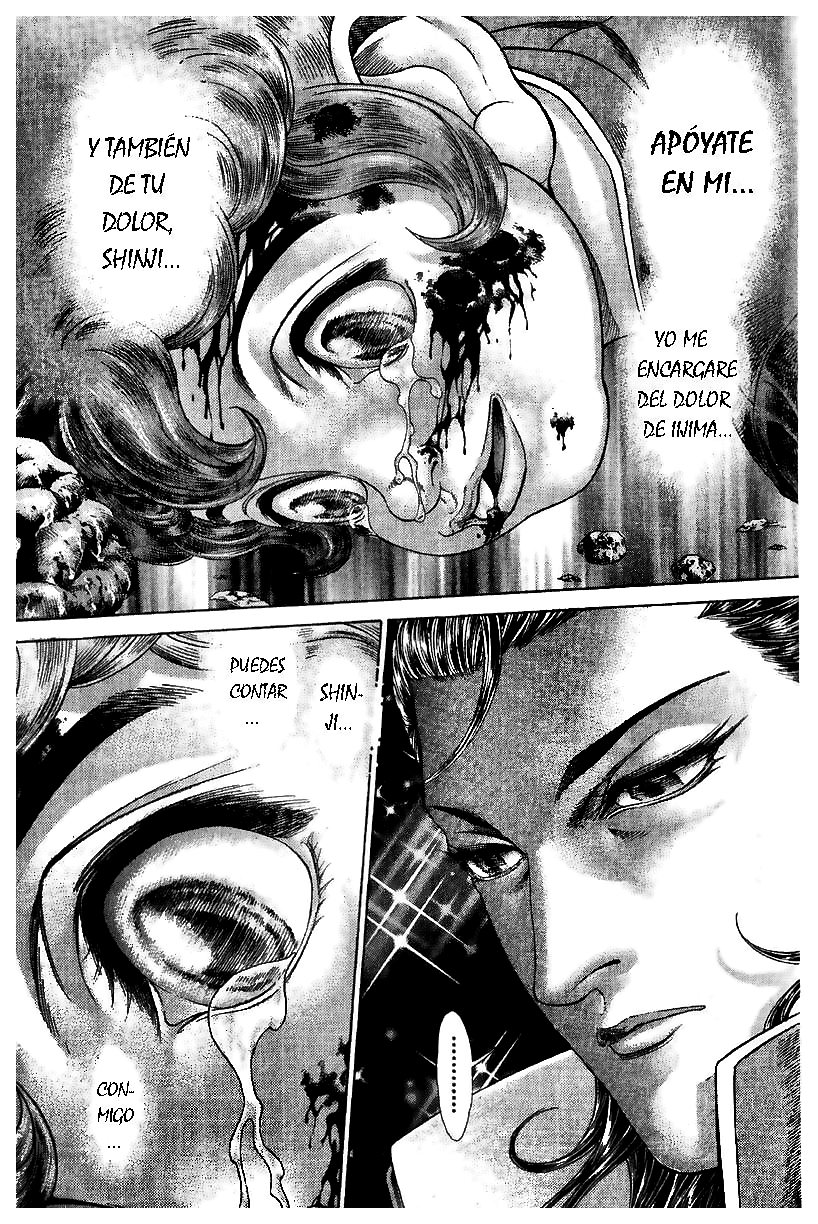 APÓYATE
EN MI...
YO ME
ENCARGARE
DEL DOLOR
DE IIJIMA...
Y TAMBIÉN
DE TU
DOLOR,
SHINJI...
.........
SHIN-
JI...
PUEDES
CONTAR
...
CON-
MIGO
...